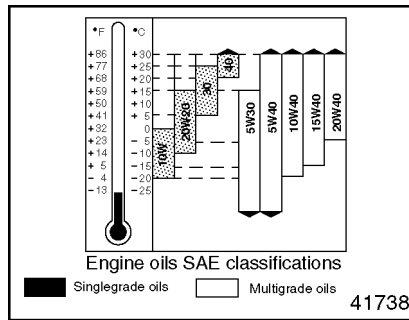 °F °C
+ 86 + 30
+ 77 + 25
+ 68 + 20
+ 59 + 15
+ 50 + 10
+ 41 + 5
+ 32 0
+ 23 - 5
+ 14 - 10
+ 5 - 15
- 4 - 20
- 13 - 25
10W
20W20
30
40
5W30
5W40
10W40
15W40
20W40
Engine oils SAE classifications
Singlegrade oils
Multigrade oils
41738